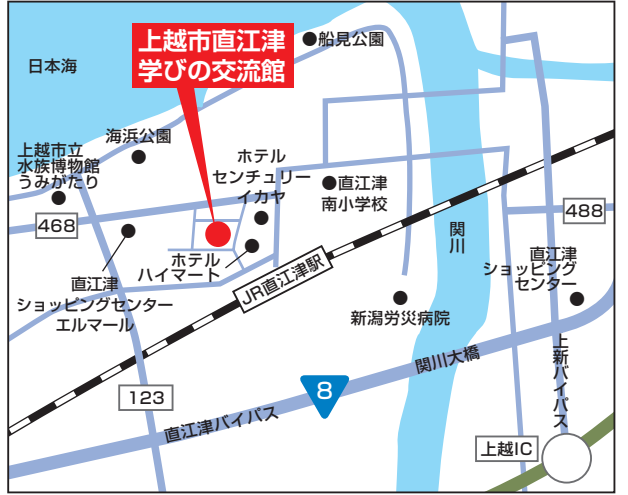 上越市直江津
学びの交流館
船見公園
日本海
海浜公園
上越市立
水族博物館
うみがたり
ホテル
センチュリー
イカヤ
直江津
南小学校
468
488
関川
ホテル
ハイマート
直江津
ショッピングセンター
エルマール
直江津
ショッピング
センター
JR直江津駅
新潟労災病院
関川大橋
上新バイパス
8
123
直江津バイパス
上越IC